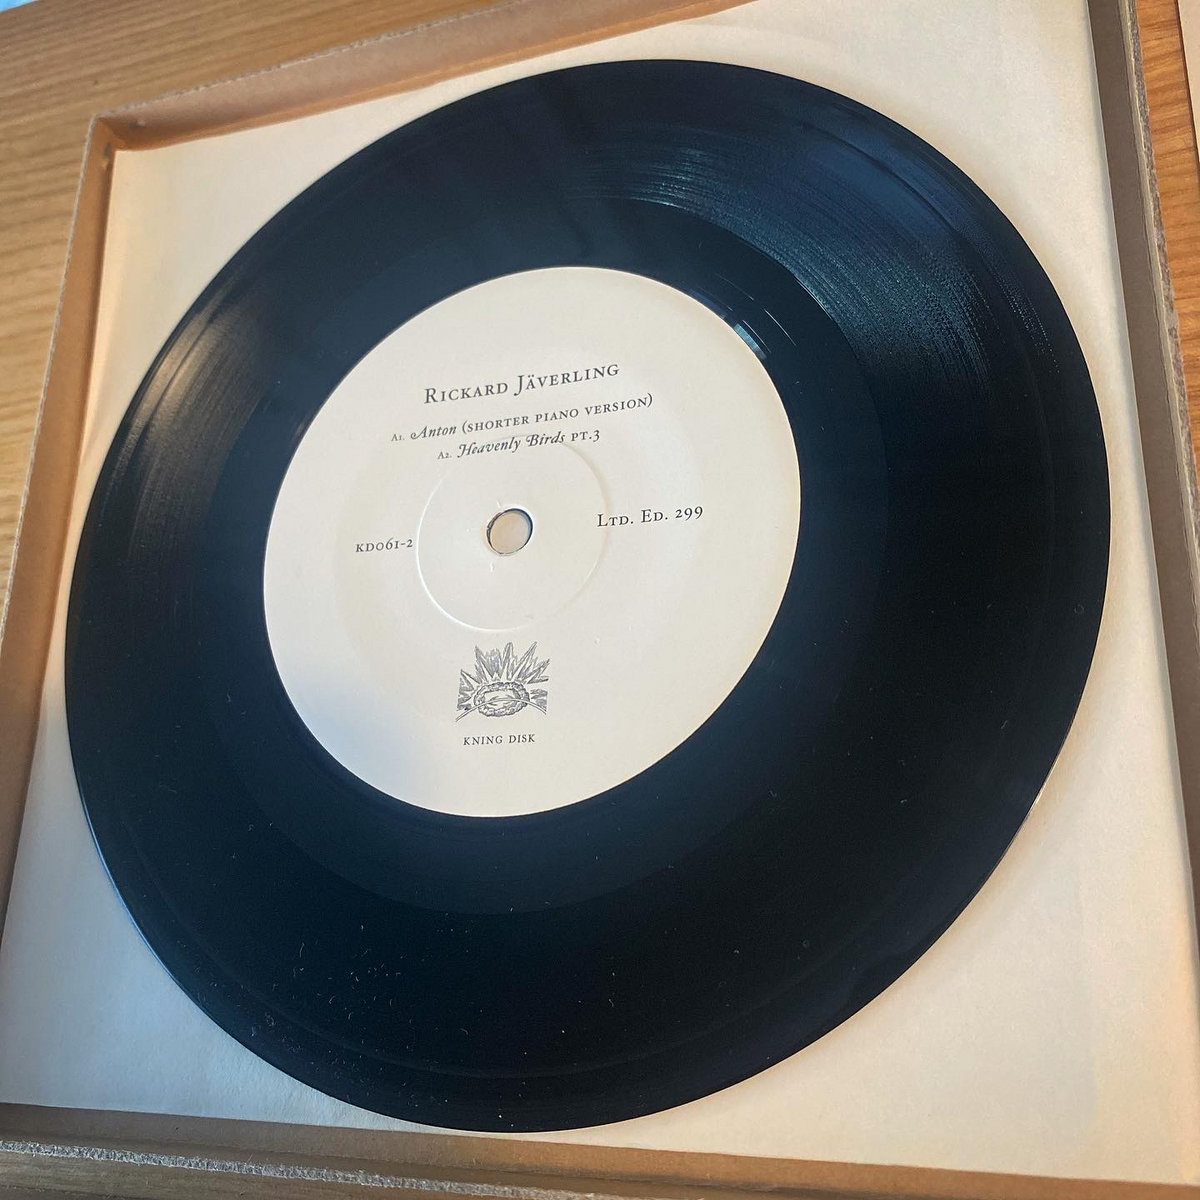 Rickard Jäverling
A1. Anton (shorter piano version)
A2. Heavenly Birds pt.3
KD061-2
Ltd. Ed. 299
KNING DISK